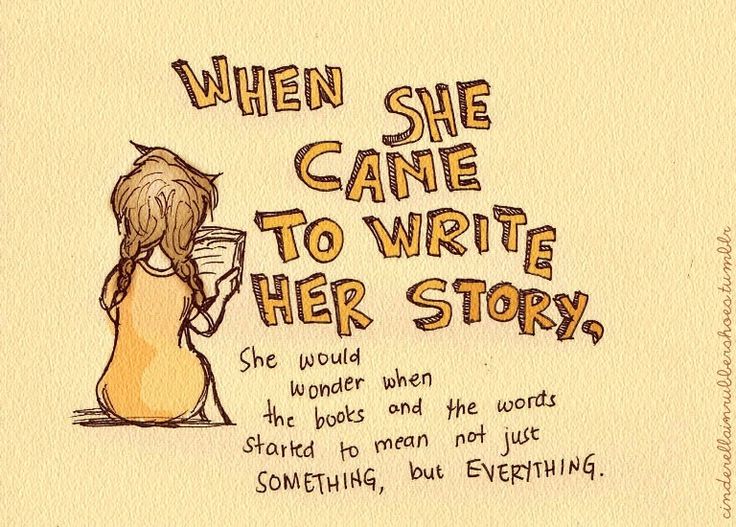 WHEN SHE
CAME
TO WRITE
HER STORY,
She would
wonder when
the books and the words
started to mean not just
SOMETHING, but EVERYTHING.
cinderellainrubbershoes.tumblr